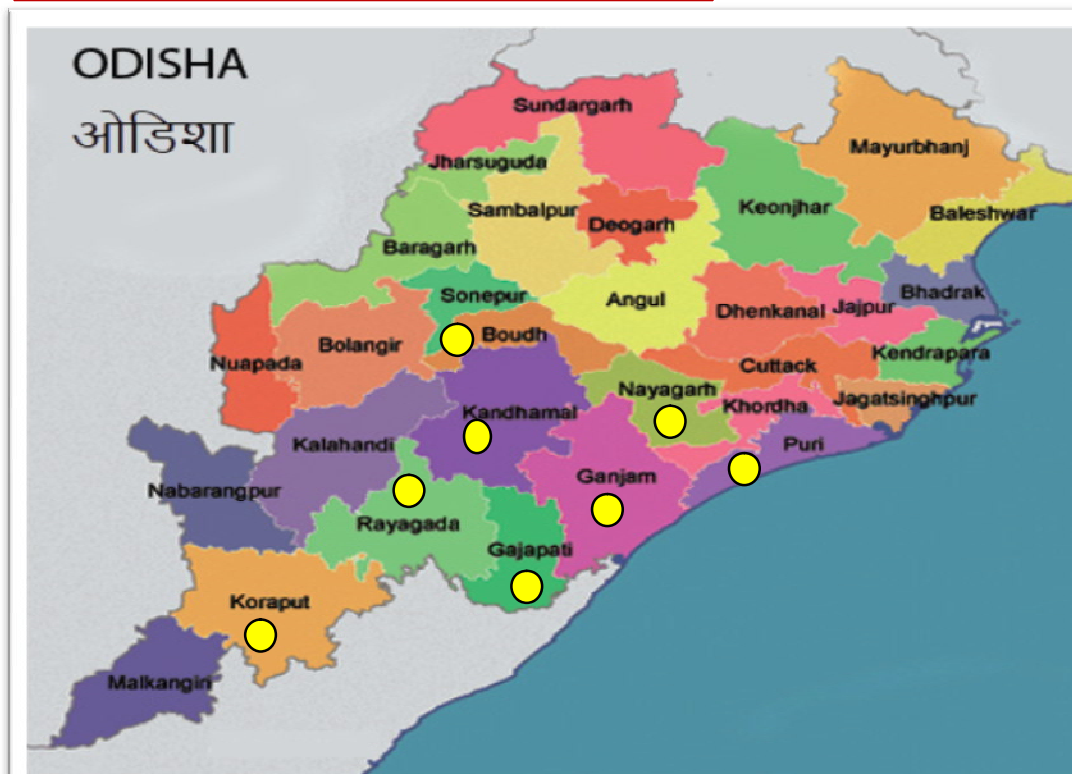 ODISHA
ओडिशा
Sundargarh
Mayurbhanj
Jharsuguda
Keonjhar
Sambalpur
Baleshwar
Deogarh
Baragarh
Bhadrak
Sonepur
Angul
Jajpur
Dhenkanal
Boudh
Bolangir
Kendrapara
Nuapada
Cuttack
Nayagarh
Jagatsinghpur
Khordha
Kandhamal
Kalahandi
Puri
Ganjam
Nabarangpur
Rayagada
Gajapati
Koraput
Malkangiri